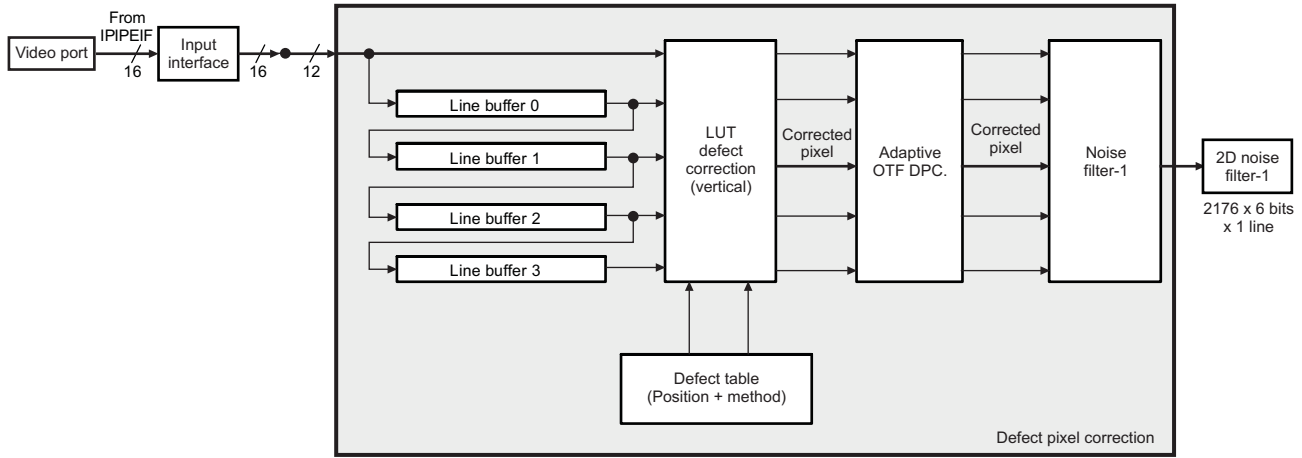 From
IPIPEIF
Video port
16
Input
interface
16
12
Line buffer 0
Line buffer 1
Line buffer 2
Line buffer 3
LUT
defect
correction
(vertical)
Corrected
pixel
Adaptive
OTF DPC.
Corrected
pixel
Noise
filter-1
2D noise
filter-1
2176 x 6 bits
x 1 line
Defect table
(Position + method)
Defect pixel correction